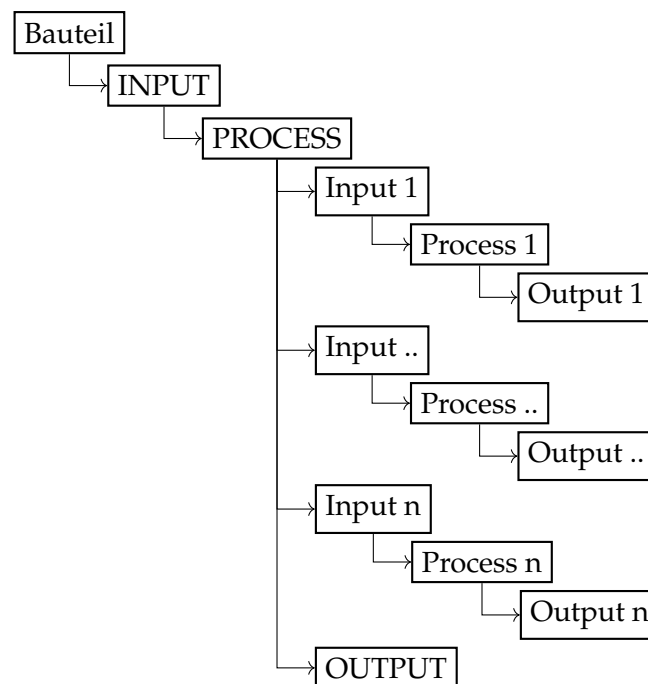 Bauteil
INPUT
PROCESS
Input 1
Process 1
Output 1
Input ..
Process ..
Output ..
Input n
Process n
Output n
OUTPUT